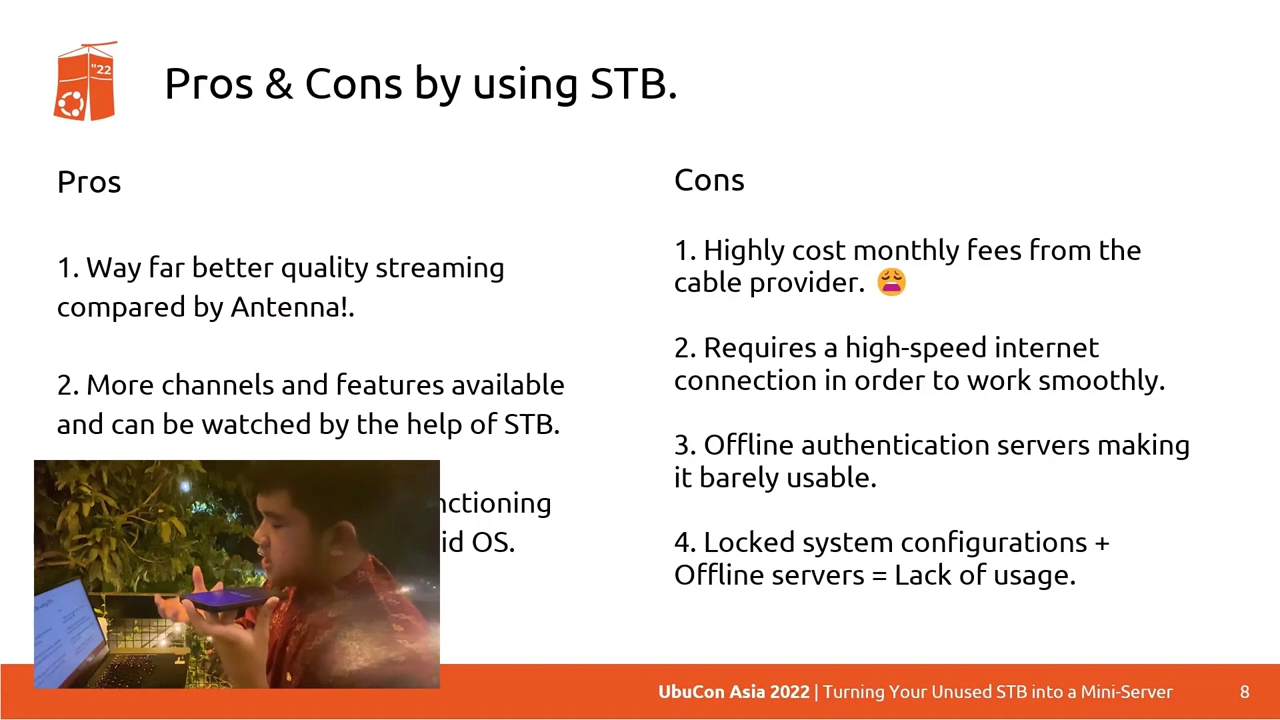 "22
Pros & Cons by using STB.
Pros
1. Way far better quality streaming
compared by Antenna!.
2. More channels and features available
and can be watched by the help of STB.
nctioning
id OS.
Cons
1. Highly cost monthly fees from the
cable provider. 😩
2. Requires a high-speed internet
connection in order to work smoothly.
3. Offline authentication servers making
it barely usable.
4. Locked system configurations +
Offline servers = Lack of usage.
UbuCon Asia 2022 | Turning Your Unused STB into a Mini-Server
8